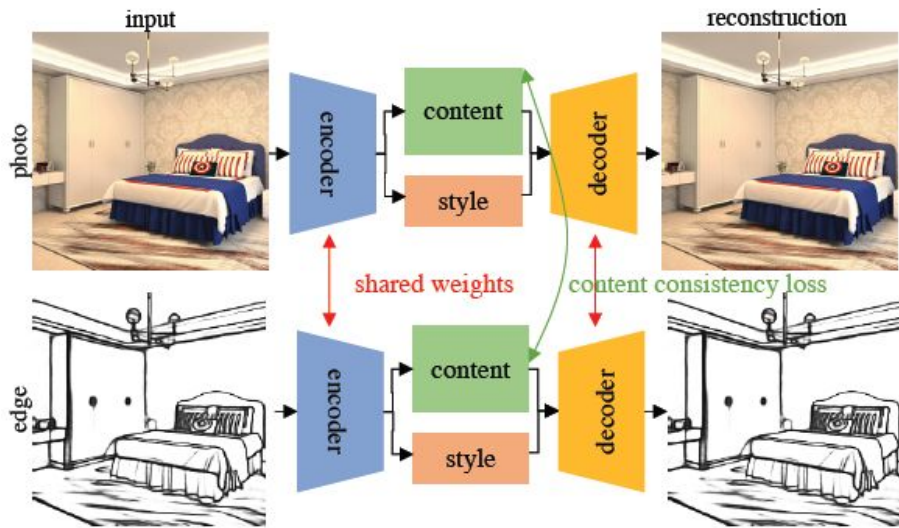 input
reconstruction
photo
encoder
content
style
decoder
shared weights
content consistency loss
edge
encoder
content
style
decoder